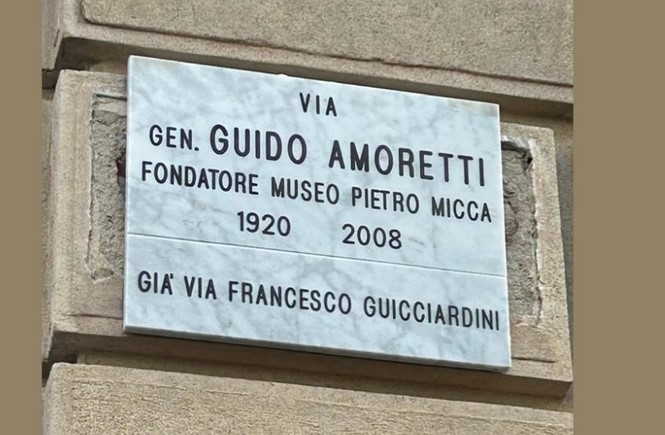 VIA
GEN. GUIDO AMORETTI
FONDATORE MUSEO PIETRO MICCA
1920 2008
GIA' VIA FRANCESCO GUICCIARDINI